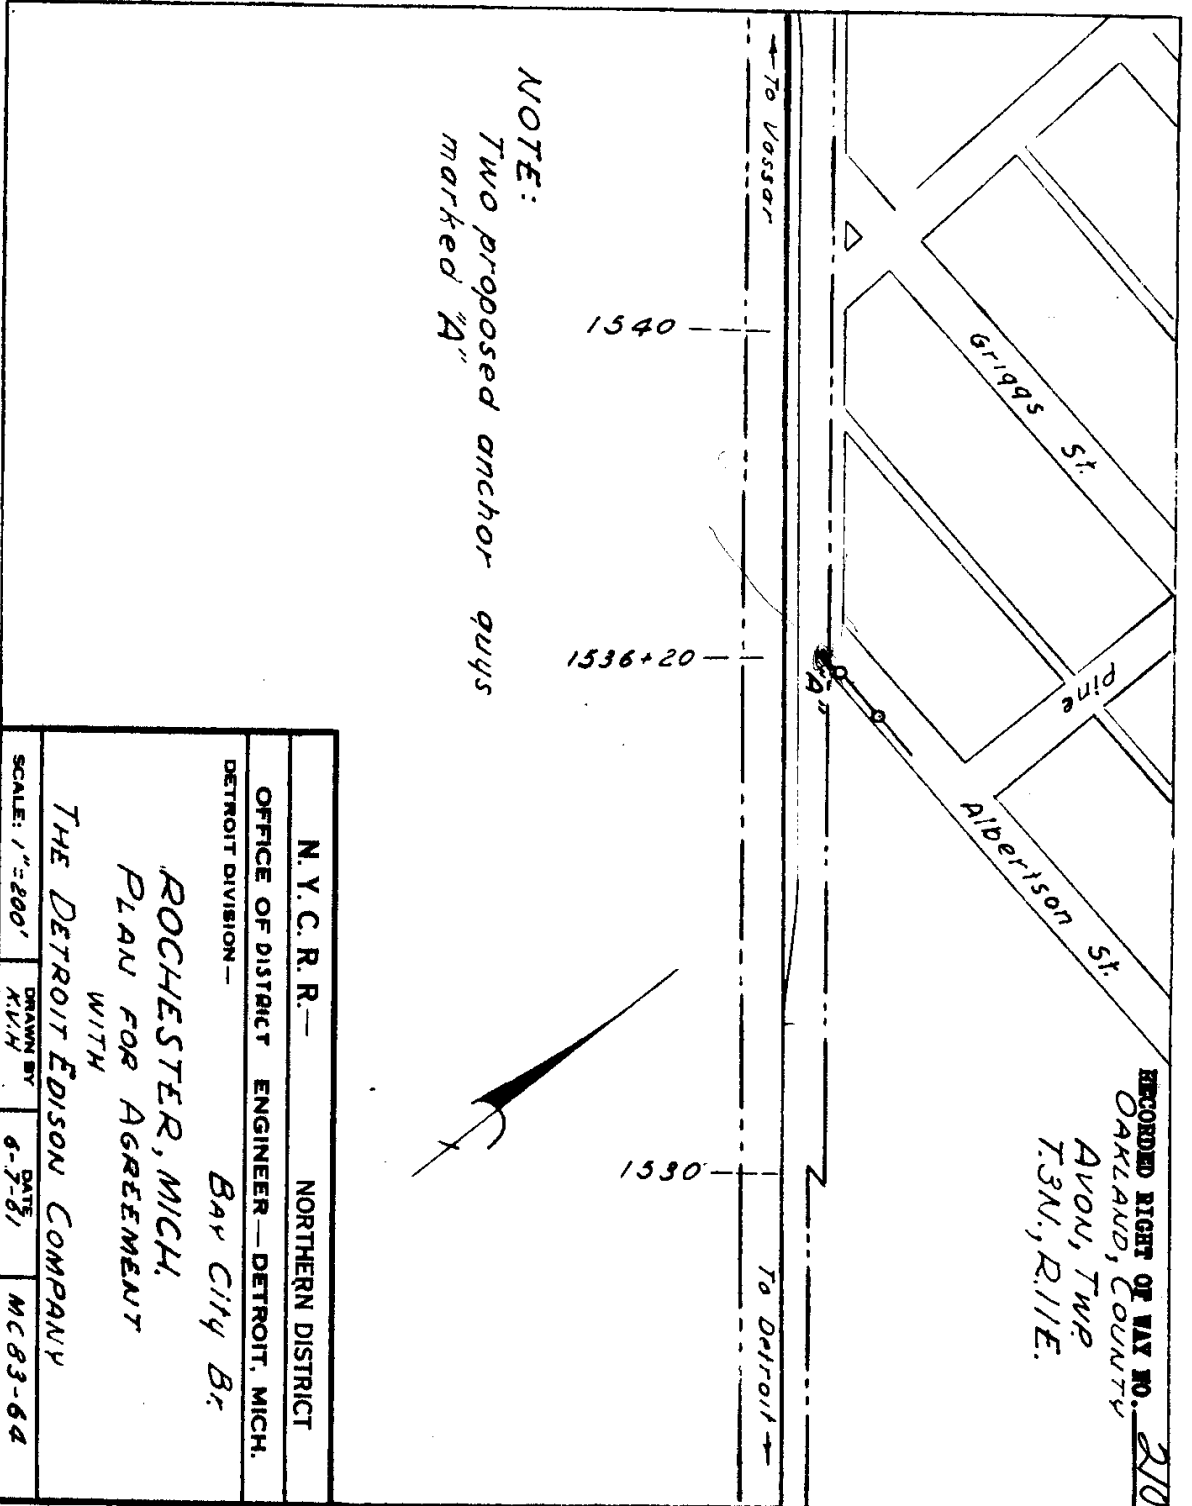 RECORDED RIGHT OF WAY NO. 210
OAKLAND, COUNTY
AVON, TWP.
T.3N., R.11E.
Griggs St.
Pine
Albertson St.
← To Vassar
To Detroit →
"A"
1540
1536+20
1530
NOTE:
Two proposed anchor guys
marked "A"
N. Y. C. R. R.— NORTHERN DISTRICT
OFFICE OF DISTRICT ENGINEER — DETROIT, MICH.
DETROIT DIVISION— BAY CITY Br.
ROCHESTER, MICH.
PLAN FOR AGREEMENT
WITH
THE DETROIT EDISON COMPANY
SCALE: 1"=200'
DRAWN BY
K.V.H
DATE
6-7-61
MC 83-64